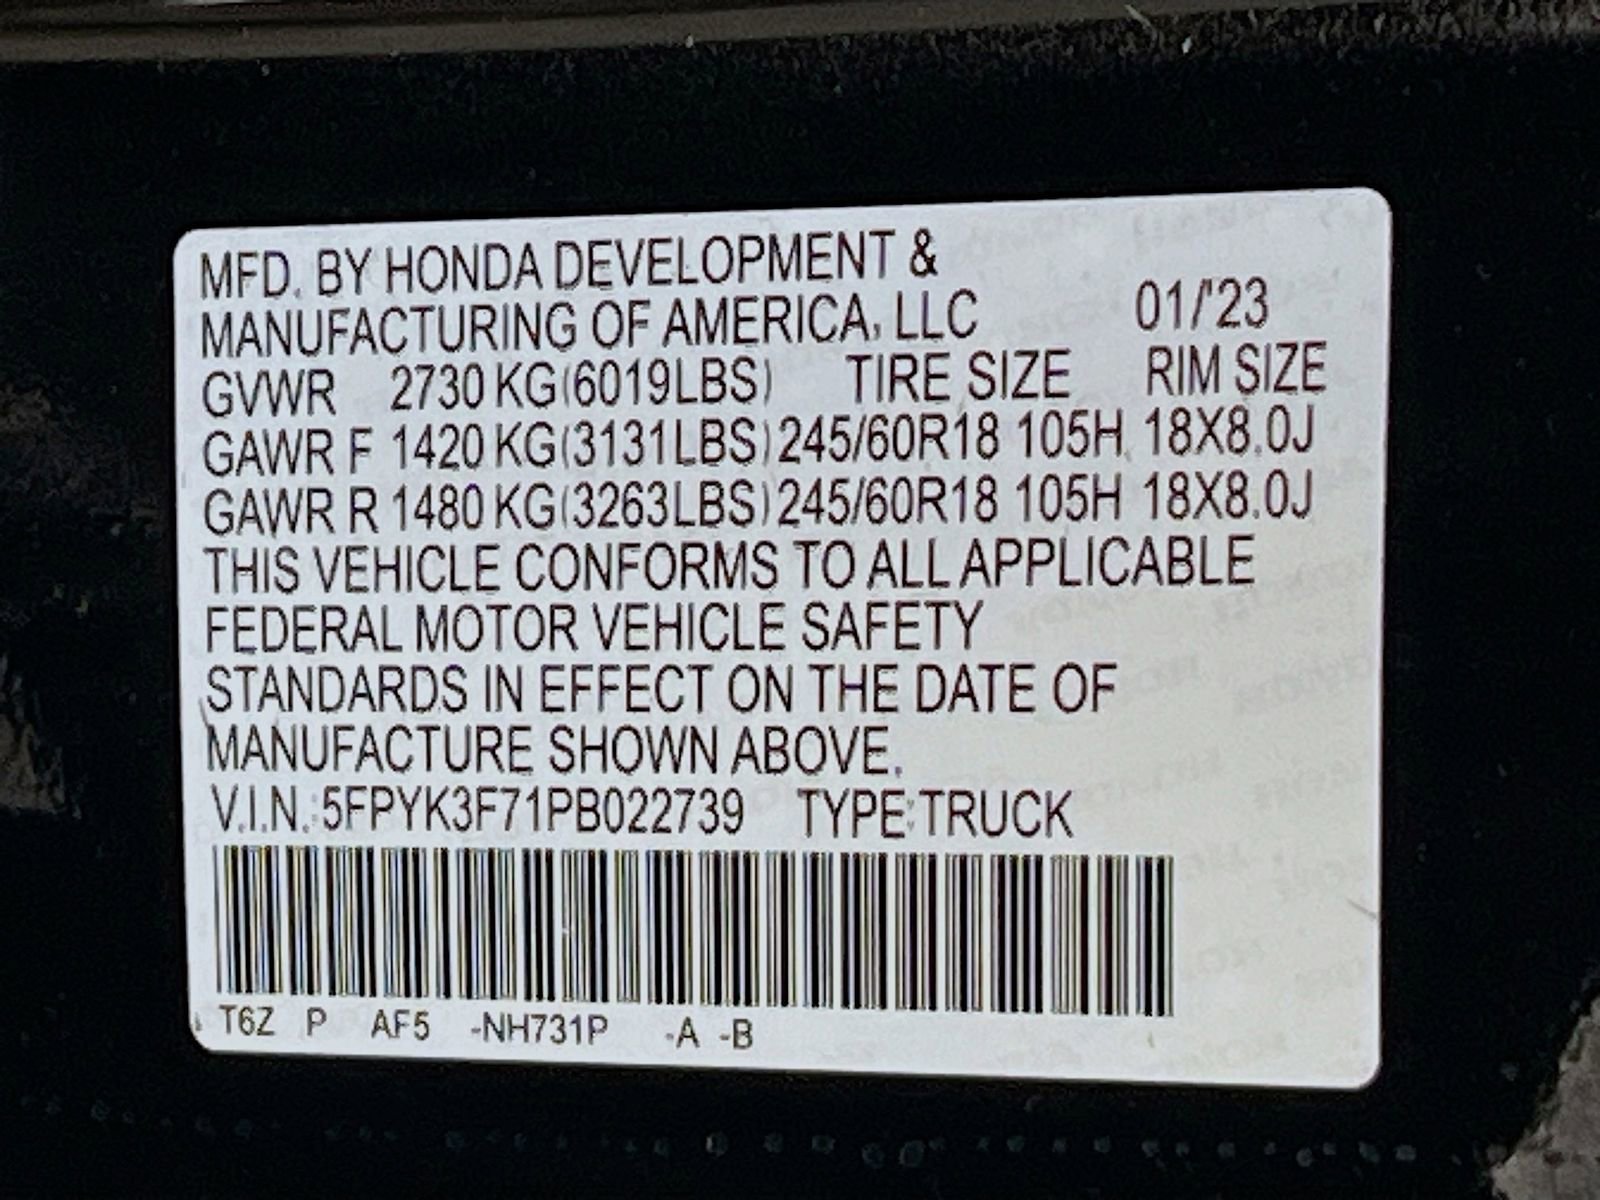 MFD. BY HONDA DEVELOPMENT &
MANUFACTURING OF AMERICA, LLC 01/'23
GVWR 2730 KG(6019LBS) TIRE SIZE RIM SIZE
GAWR F 1420 KG(3131LBS) 245/60R18 105H 18X8.0J
GAWR R 1480 KG(3263LBS) 245/60R18 105H 18X8.0J
THIS VEHICLE CONFORMS TO ALL APPLICABLE
FEDERAL MOTOR VEHICLE SAFETY
STANDARDS IN EFFECT ON THE DATE OF
MANUFACTURE SHOWN ABOVE.
V.I.N.:5FPYK3F71PB022739 TYPE:TRUCK
T6Z P AF5 -NH731P -A -B